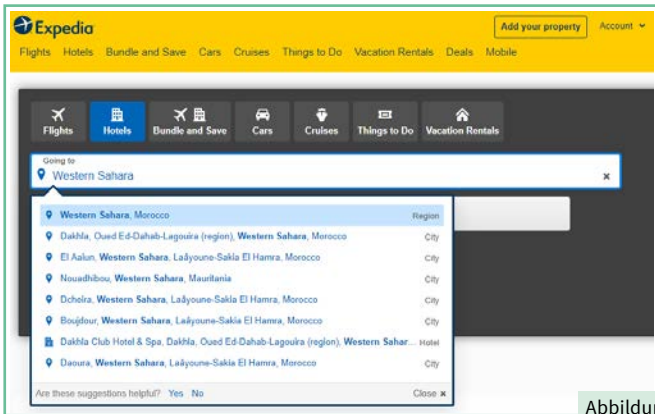 Expedia
Add your property Account
Flights Hotels Bundle and Save Cars Cruises Things to Do Vacation Rentals Deals Mobile
Flights Hotels Bundle and Save Cars Cruises Things to Do Vacation Rentals
Going to
Western Sahara ×
Western Sahara, Morocco Region
Dakhla, Oued Ed-Dahab-Lagouira (region), Western Sahara, Morocco City
El Aalun, Western Sahara, Laâyoune-Sakia El Hamra, Morocco City
Nouadhibou, Western Sahara, Mauritania City
Dcheira, Western Sahara, Laâyoune-Sakia El Hamra, Morocco City
Boujdour, Western Sahara, Laâyoune-Sakia El Hamra, Morocco City
Dakhla Club Hotel & Spa, Dakhla, Oued Ed-Dahab-Lagouira (region), Western Sahar... Hotel
Daoura, Western Sahara, Laâyoune-Sakia El Hamra, Morocco City
Are these suggestions helpful? Yes No Close ×
Abbildun